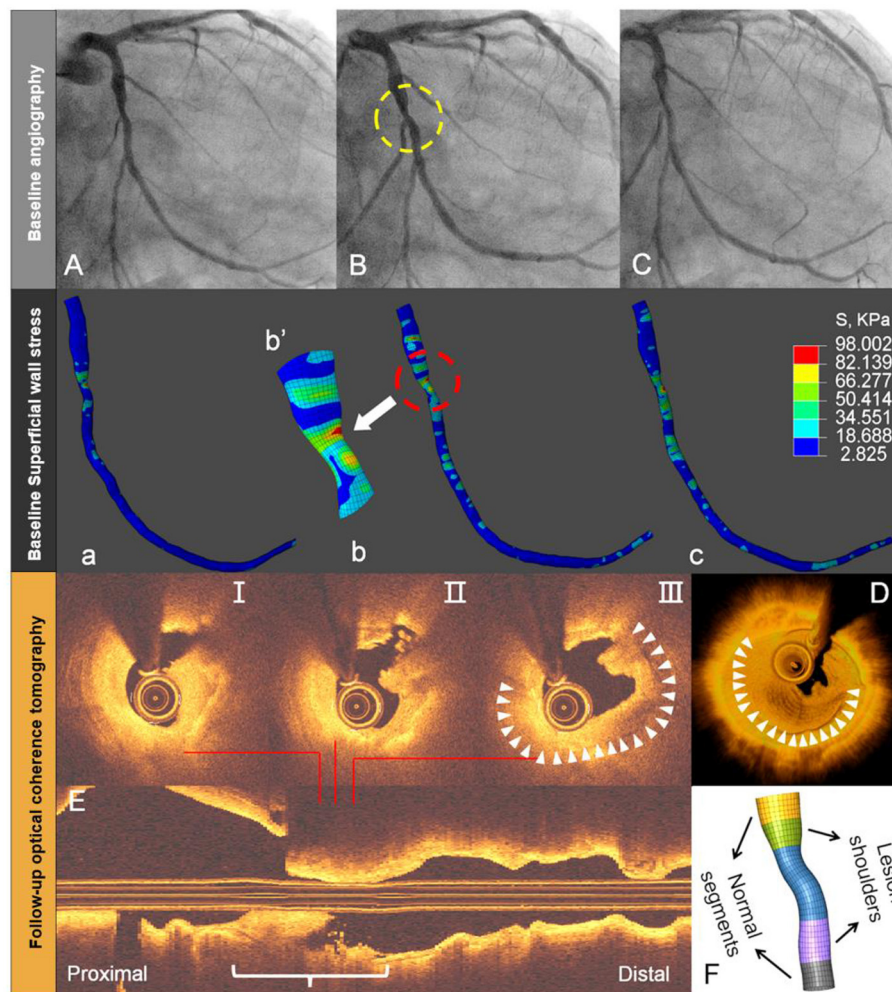 Baseline angiography
A
B
C
Baseline Superficial wall stress
a
b'
b
c
S, KPa
98.002
82.139
66.277
50.414
34.551
18.688
2.825
Follow-up optical coherence tomography
I
II
III
D
E
Proximal
Distal
Normal
segments
Lesion
shoulders
F